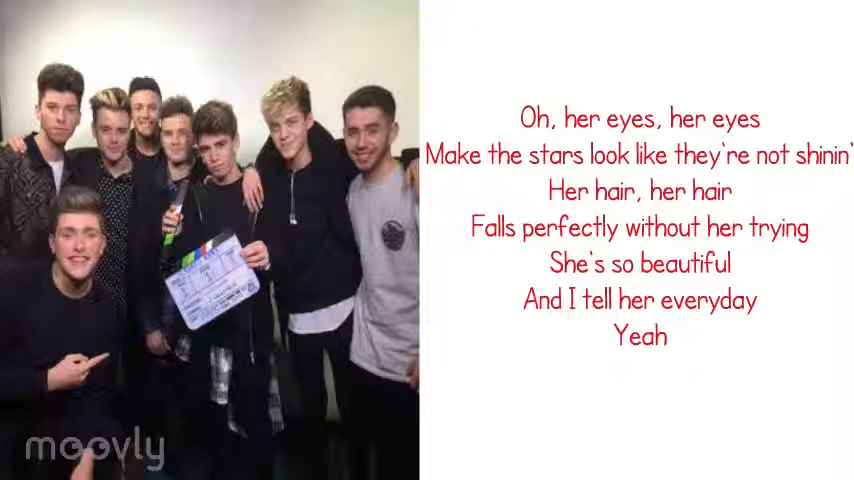 Oh, her eyes, her eyes
Make the stars look like they're not shinin'
Her hair, her hair
Falls perfectly without her trying
She's so beautiful
And I tell her everyday
Yeah
moovly